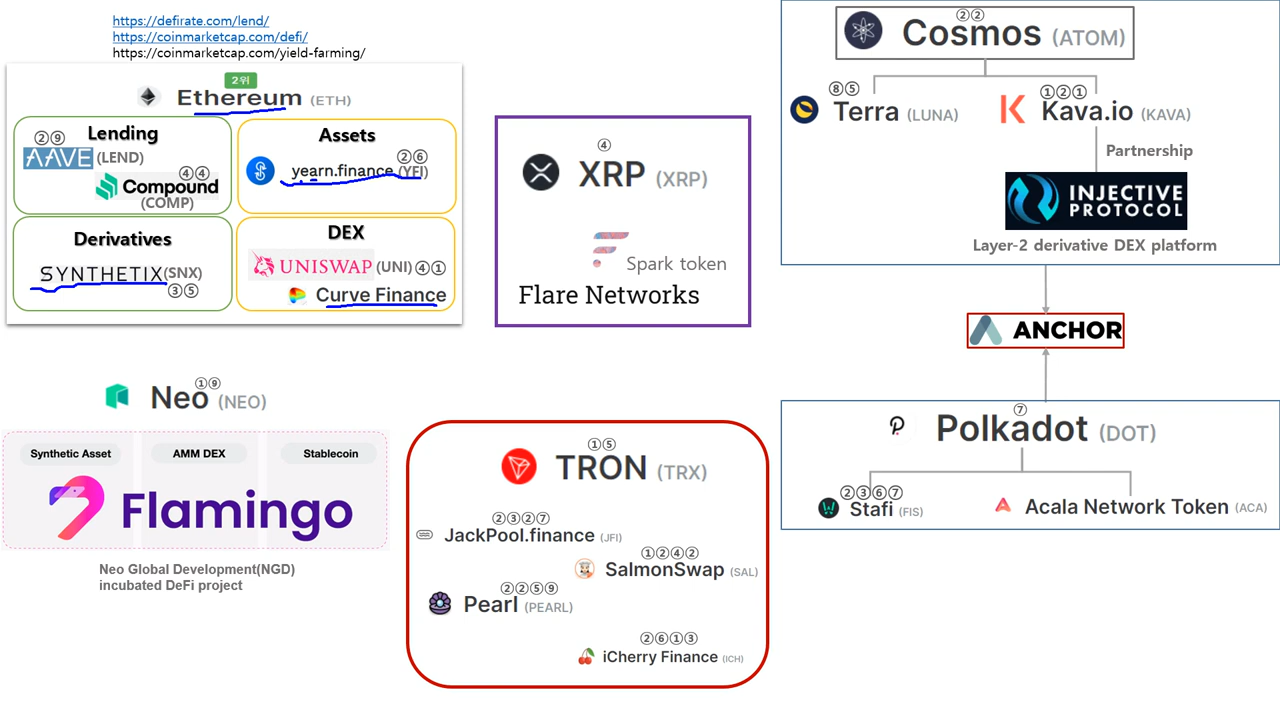 https://defirate.com/lend/
https://coinmarketcap.com/defi/
https://coinmarketcap.com/yield-farming/
2위
Ethereum (ETH)
Lending
②⑨
AAVE (LEND)
④④
Compound
(COMP)
Assets
②⑥
yearn.finance (YFI)
Derivatives
SYNTHETIX (SNX)
③⑤
DEX
UNISWAP (UNI) ④①
Curve Finance
④
XRP (XRP)
Spark token
Flare Networks
②②
Cosmos (ATOM)
⑧⑤
Terra (LUNA)
①②①
Kava.io (KAVA)
Partnership
INJECTIVE
PROTOCOL
Layer-2 derivative DEX platform
ANCHOR
⑦
Polkadot (DOT)
②③⑥⑦
Stafi (FIS)
Acala Network Token (ACA)
①⑨
Neo (NEO)
Synthetic Asset
AMM DEX
Stablecoin
Flamingo
Neo Global Development(NGD)
incubated DeFi project
①⑤
TRON (TRX)
②③②⑦
JackPool.finance (JFI)
①②④②
SalmonSwap (SAL)
②②⑤⑨
Pearl (PEARL)
②⑥①③
iCherry Finance (ICH)